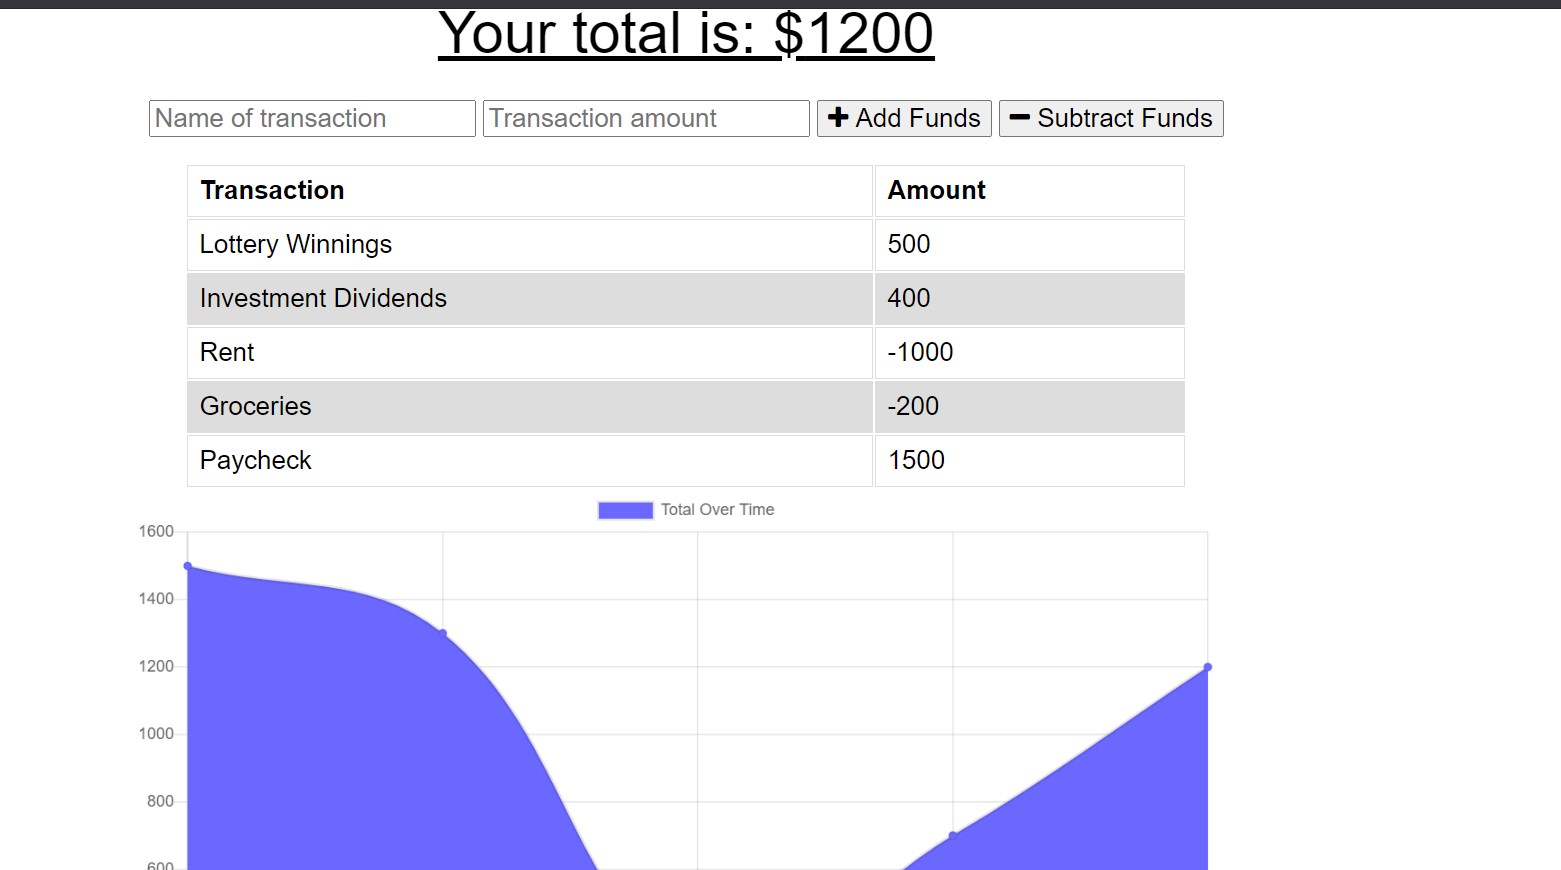 Your total is: $1200
Name of transaction Transaction amount Add Funds Subtract Funds
Transaction Amount
Lottery Winnings 500
Investment Dividends 400
Rent -1000
Groceries -200
Paycheck 1500
Total Over Time
1600
1400
1200
1000
800
600